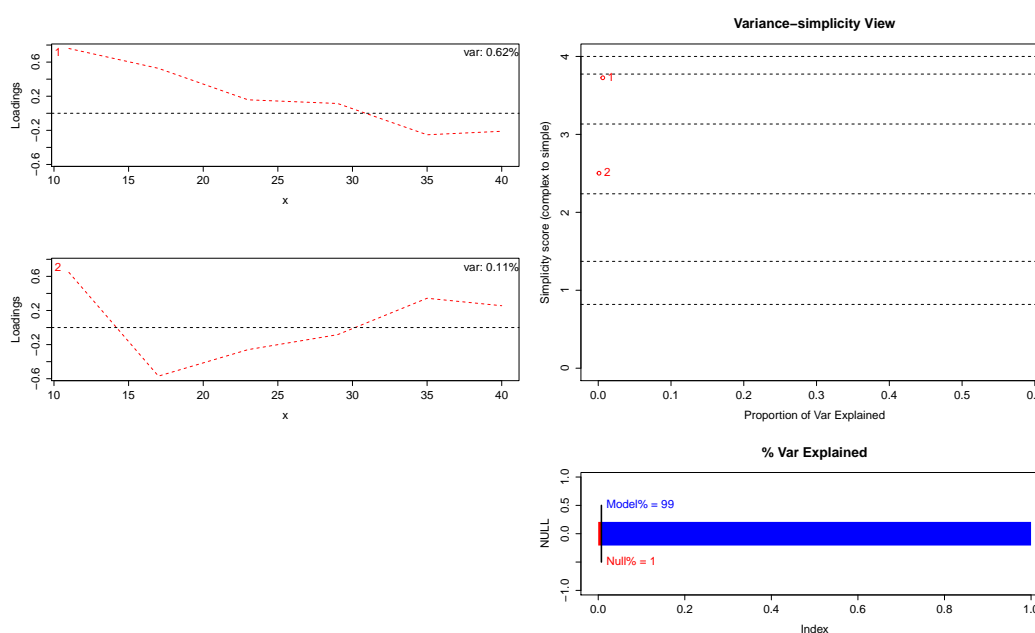 1
var: 0.62%
Loadings
−0.6 −0.2 0.2 0.6
10 15 20 25 30 35 40
x
2
var: 0.11%
Loadings
−0.6 −0.2 0.2 0.6
10 15 20 25 30 35 40
x
Variance−simplicity View
Simplicity score (complex to simple)
0 1 2 3 4
1
2
0.0 0.1 0.2 0.3 0.4 0.5
Proportion of Var Explained
% Var Explained
NULL
−1.0 0.0 0.5 1.0
Model% = 99
Null% = 1
0.0 0.2 0.4 0.6 0.8 1.0
Index